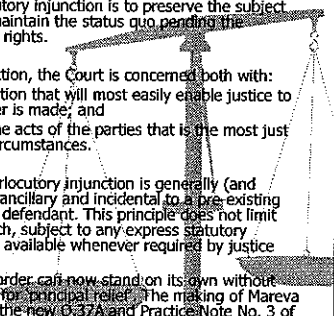 utory injunction is to preserve the subject
naintain the status quo pending the
rights.
ction, the Court is concerned both with:
tion that will most easily enable justice to
er is made; and
he acts of the parties that is the most just
rcumstances.
rlocutory injunction is generally (and
ancillary and incidental to a pre-existing
defendant. This principle does not limit
ch, subject to any express statutory
available whenever required by justice
order can now stand on its own without
for principal relief. The making of Mareva
the new O.37A and Practice Note No. 3 of